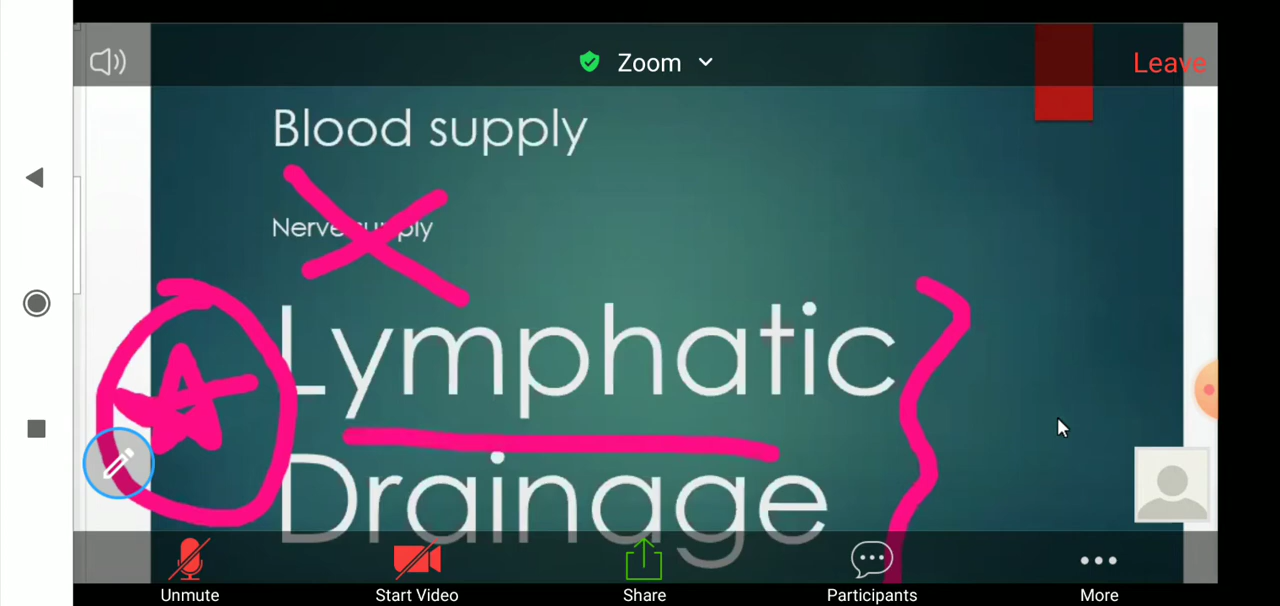 Zoom
Leave
Blood supply
Nerve supply
Lymphatic
Drainage
Unmute
Start Video
Share
Participants
More